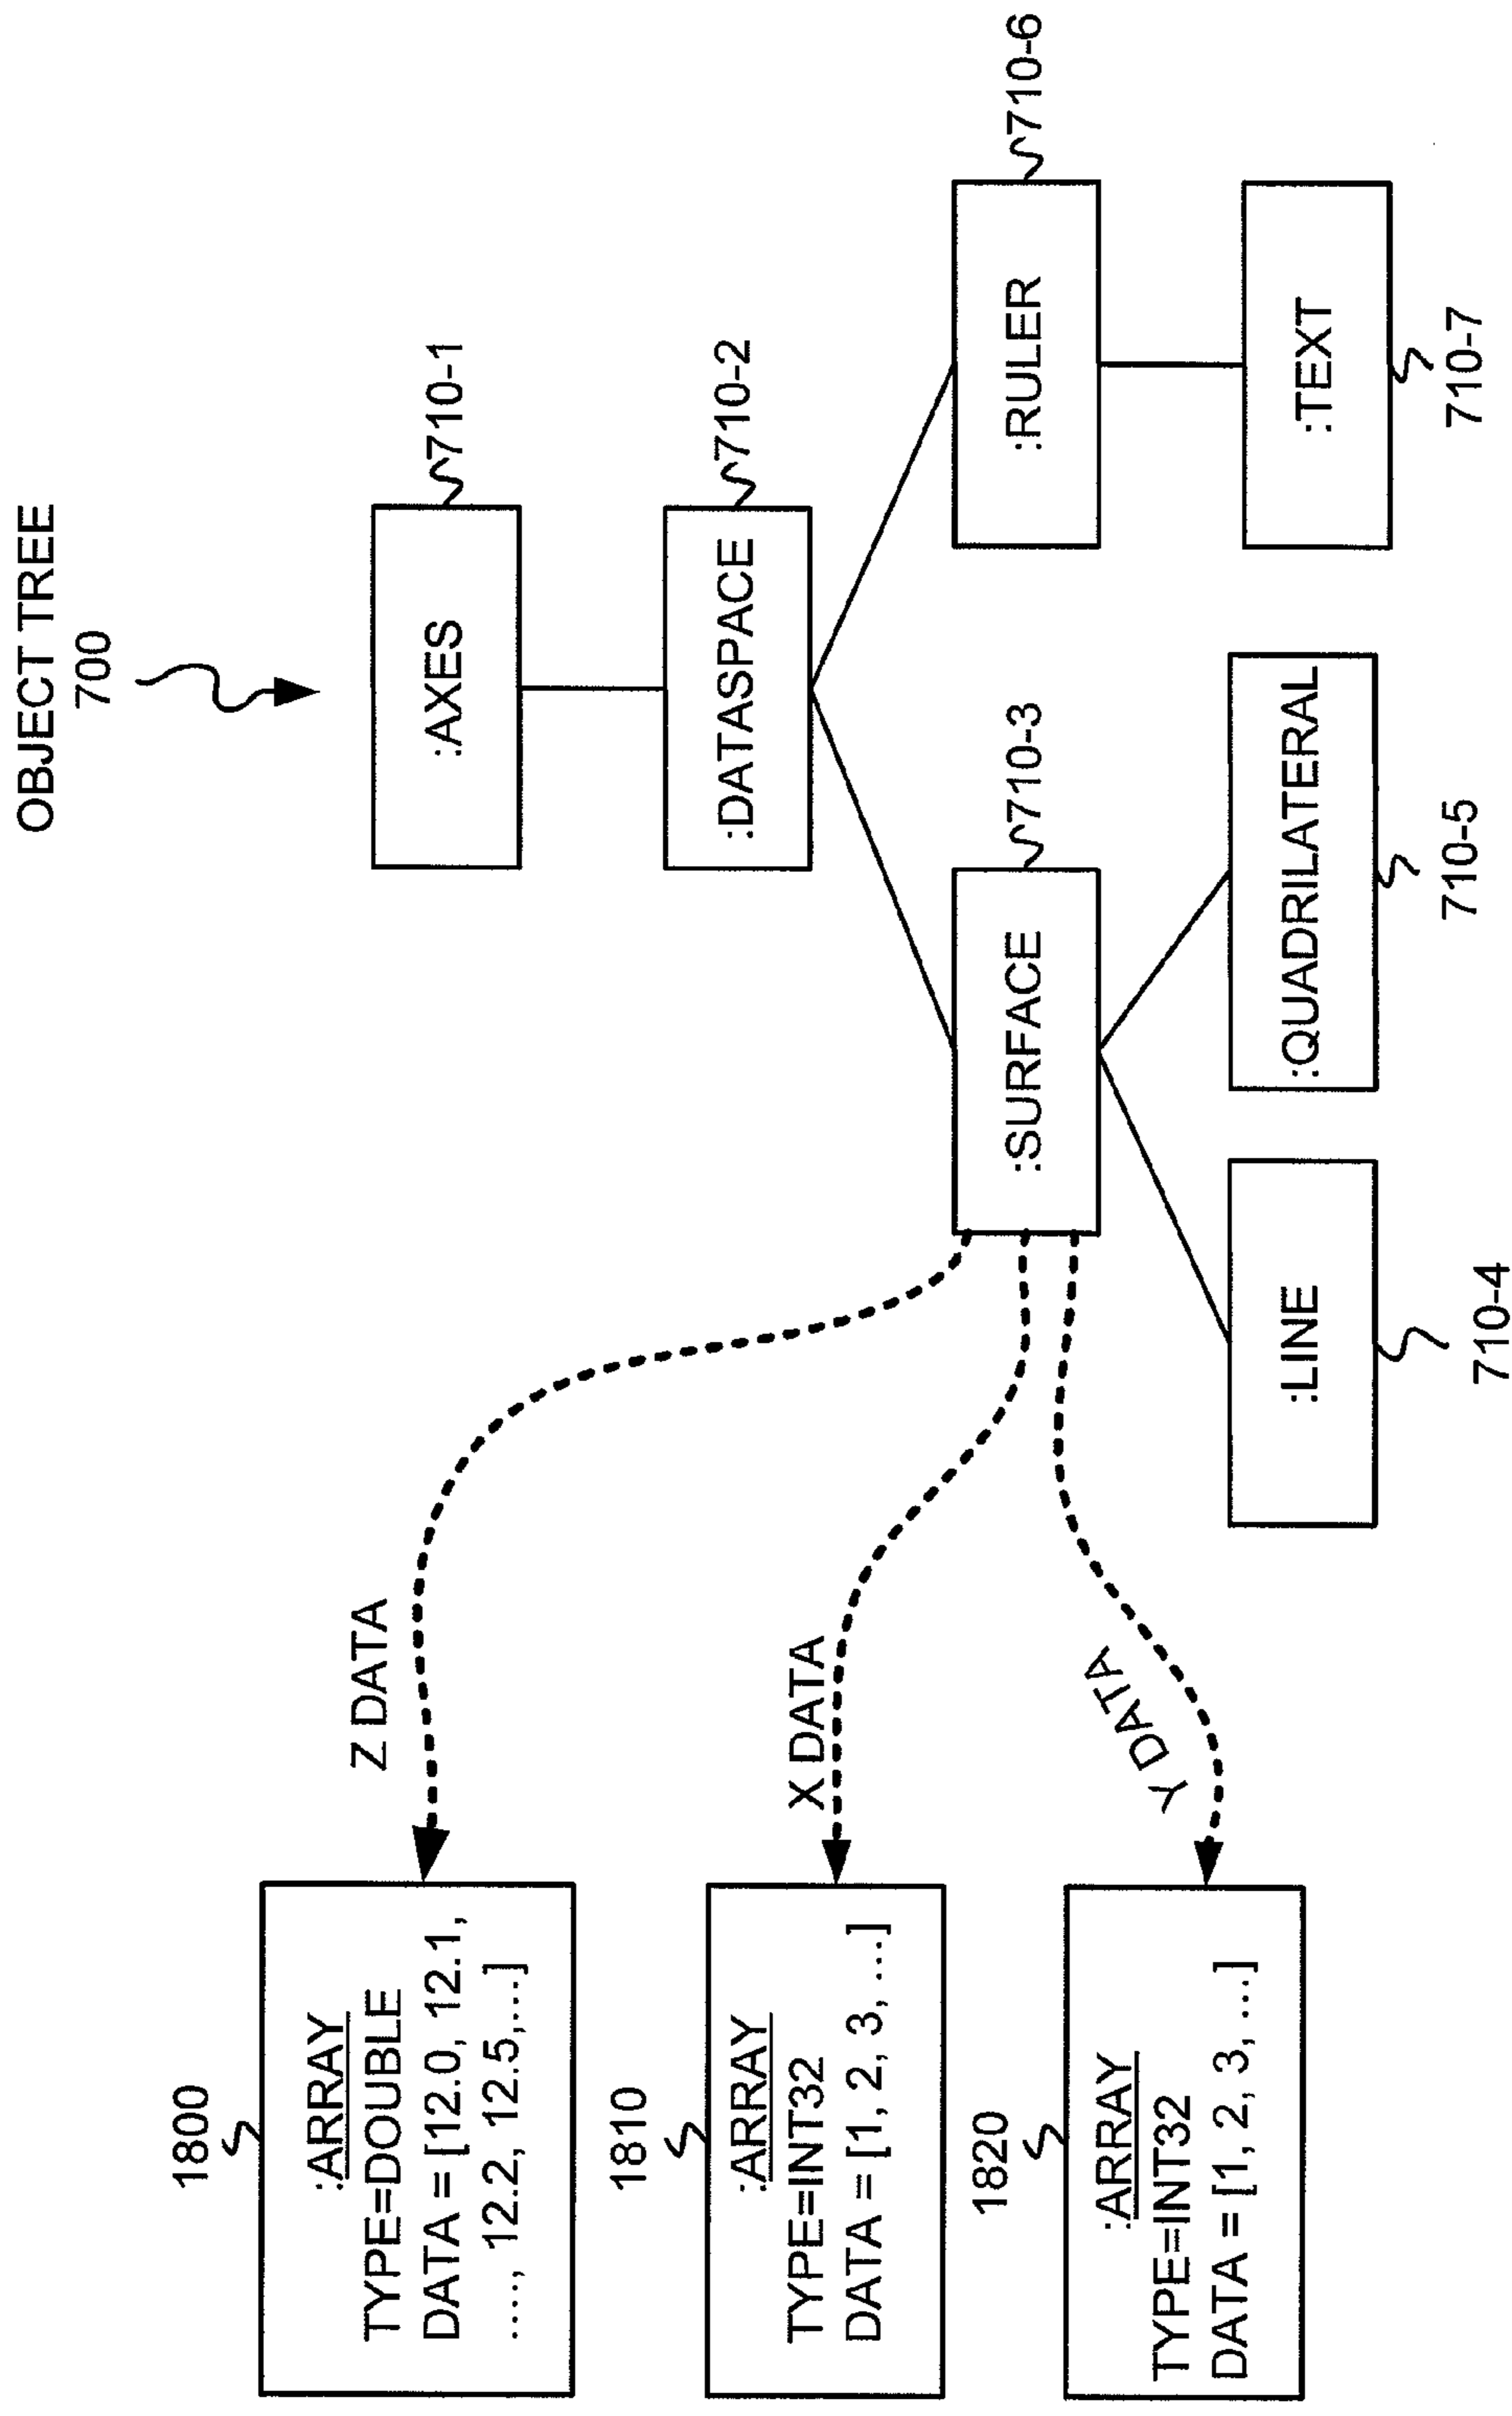 OBJECT TREE
700
:AXES
710-1
:DATASPACE
710-2
:SURFACE
710-3
:RULER
710-6
:LINE
710-4
:QUADRILATERAL
710-5
:TEXT
710-7
Z DATA
X DATA
Y DATA
1800
:ARRAY
TYPE=DOUBLE
DATA = [12.0, 12.1,
...., 12.2, 12.5,...]
1810
:ARRAY
TYPE=INT32
DATA = [1, 2, 3, ...]
1820
:ARRAY
TYPE=INT32
DATA = [1, 2, 3, ...]